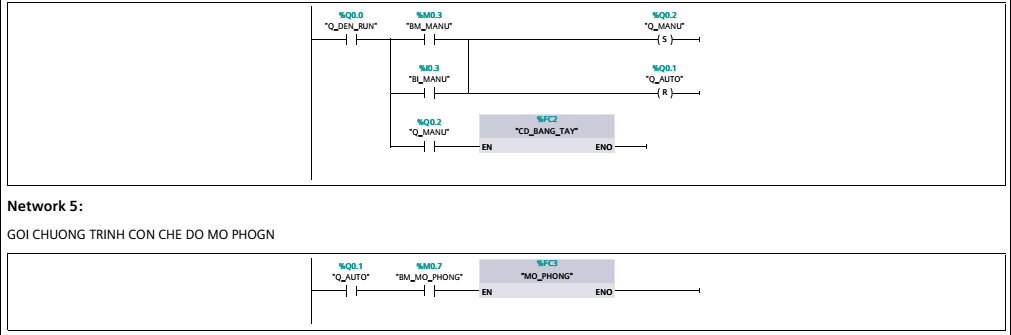 %Q0.0 %M0.3 %Q0.2
"Q_DEN_RUN" "BM_MANU" "Q_MANU"
( S )
%I0.3 %Q0.1
"BI_MANU" "Q_AUTO"
( R )
%Q0.2 %FC2
"Q_MANU" "CD_BANG_TAY"
EN ENO
Network 5:
GOI CHUONG TRINH CON CHE DO MO PHOGN
%Q0.1 %M0.7 %FC3
"Q_AUTO" "BM_MO_PHONG" "MO_PHONG"
EN ENO